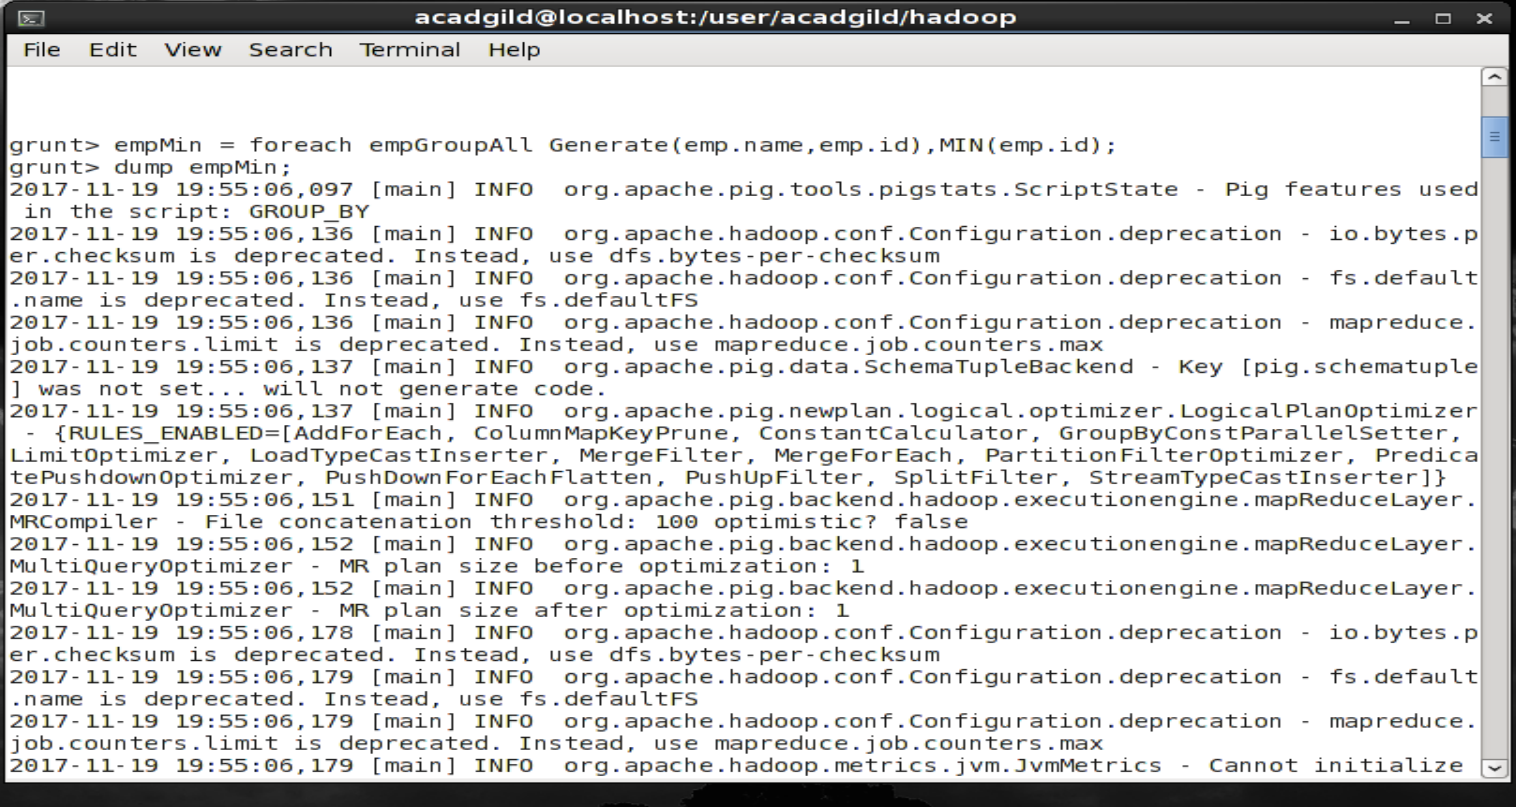 acadgild@localhost:/user/acadgild/hadoop
File Edit View Search Terminal Help
grunt> empMin = foreach empGroupAll Generate(emp.name,emp.id),MIN(emp.id);
grunt> dump empMin;
2017-11-19 19:55:06,097 [main] INFO  org.apache.pig.tools.pigstats.ScriptState - Pig features used
 in the script: GROUP_BY
2017-11-19 19:55:06,136 [main] INFO  org.apache.hadoop.conf.Configuration.deprecation - io.bytes.p
er.checksum is deprecated. Instead, use dfs.bytes-per-checksum
2017-11-19 19:55:06,136 [main] INFO  org.apache.hadoop.conf.Configuration.deprecation - fs.default
.name is deprecated. Instead, use fs.defaultFS
2017-11-19 19:55:06,136 [main] INFO  org.apache.hadoop.conf.Configuration.deprecation - mapreduce.
job.counters.limit is deprecated. Instead, use mapreduce.job.counters.max
2017-11-19 19:55:06,137 [main] INFO  org.apache.pig.data.SchemaTupleBackend - Key [pig.schematuple
] was not set... will not generate code.
2017-11-19 19:55:06,137 [main] INFO  org.apache.pig.newplan.logical.optimizer.LogicalPlanOptimizer
 - {RULES_ENABLED=[AddForEach, ColumnMapKeyPrune, ConstantCalculator, GroupByConstParallelSetter,
LimitOptimizer, LoadTypeCastInserter, MergeFilter, MergeForEach, PartitionFilterOptimizer, Predica
tePushdownOptimizer, PushDownForEachFlatten, PushUpFilter, SplitFilter, StreamTypeCastInserter]}
2017-11-19 19:55:06,151 [main] INFO  org.apache.pig.backend.hadoop.executionengine.mapReduceLayer.
MRCompiler - File concatenation threshold: 100 optimistic? false
2017-11-19 19:55:06,152 [main] INFO  org.apache.pig.backend.hadoop.executionengine.mapReduceLayer.
MultiQueryOptimizer - MR plan size before optimization: 1
2017-11-19 19:55:06,152 [main] INFO  org.apache.pig.backend.hadoop.executionengine.mapReduceLayer.
MultiQueryOptimizer - MR plan size after optimization: 1
2017-11-19 19:55:06,178 [main] INFO  org.apache.hadoop.conf.Configuration.deprecation - io.bytes.p
er.checksum is deprecated. Instead, use dfs.bytes-per-checksum
2017-11-19 19:55:06,179 [main] INFO  org.apache.hadoop.conf.Configuration.deprecation - fs.default
.name is deprecated. Instead, use fs.defaultFS
2017-11-19 19:55:06,179 [main] INFO  org.apache.hadoop.conf.Configuration.deprecation - mapreduce.
job.counters.limit is deprecated. Instead, use mapreduce.job.counters.max
2017-11-19 19:55:06,179 [main] INFO  org.apache.hadoop.metrics.jvm.JvmMetrics - Cannot initialize